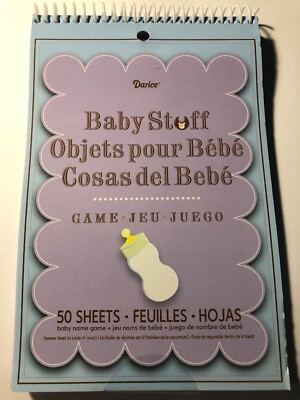 Darice®
Baby Stuff
Objets pour Bébé
Cosas del Bebé
GAME • JEU • JUEGO
50 SHEETS • FEUILLES • HOJAS
baby name game • jeu noms de bébé • juego de nombre de bebé